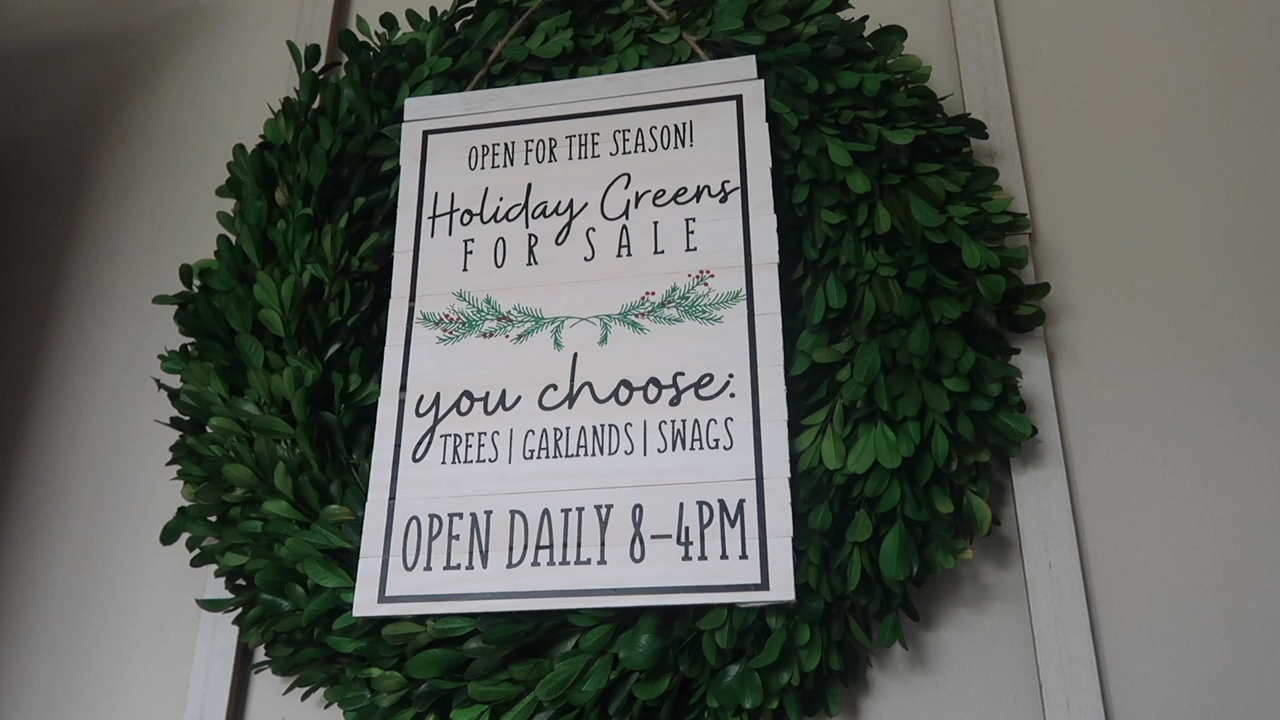 OPEN FOR THE SEASON!
Holiday Greens
FOR SALE
you choose:
TREES | GARLANDS | SWAGS
OPEN DAILY 8-4PM